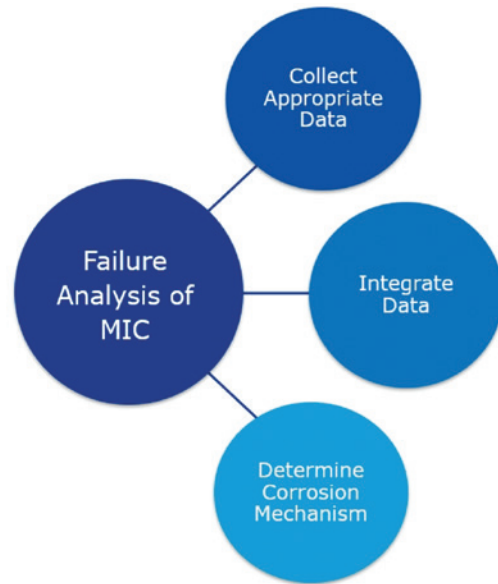 Collect
Appropriate
Data
Failure
Analysis of
MIC
Integrate
Data
Determine
Corrosion
Mechanism